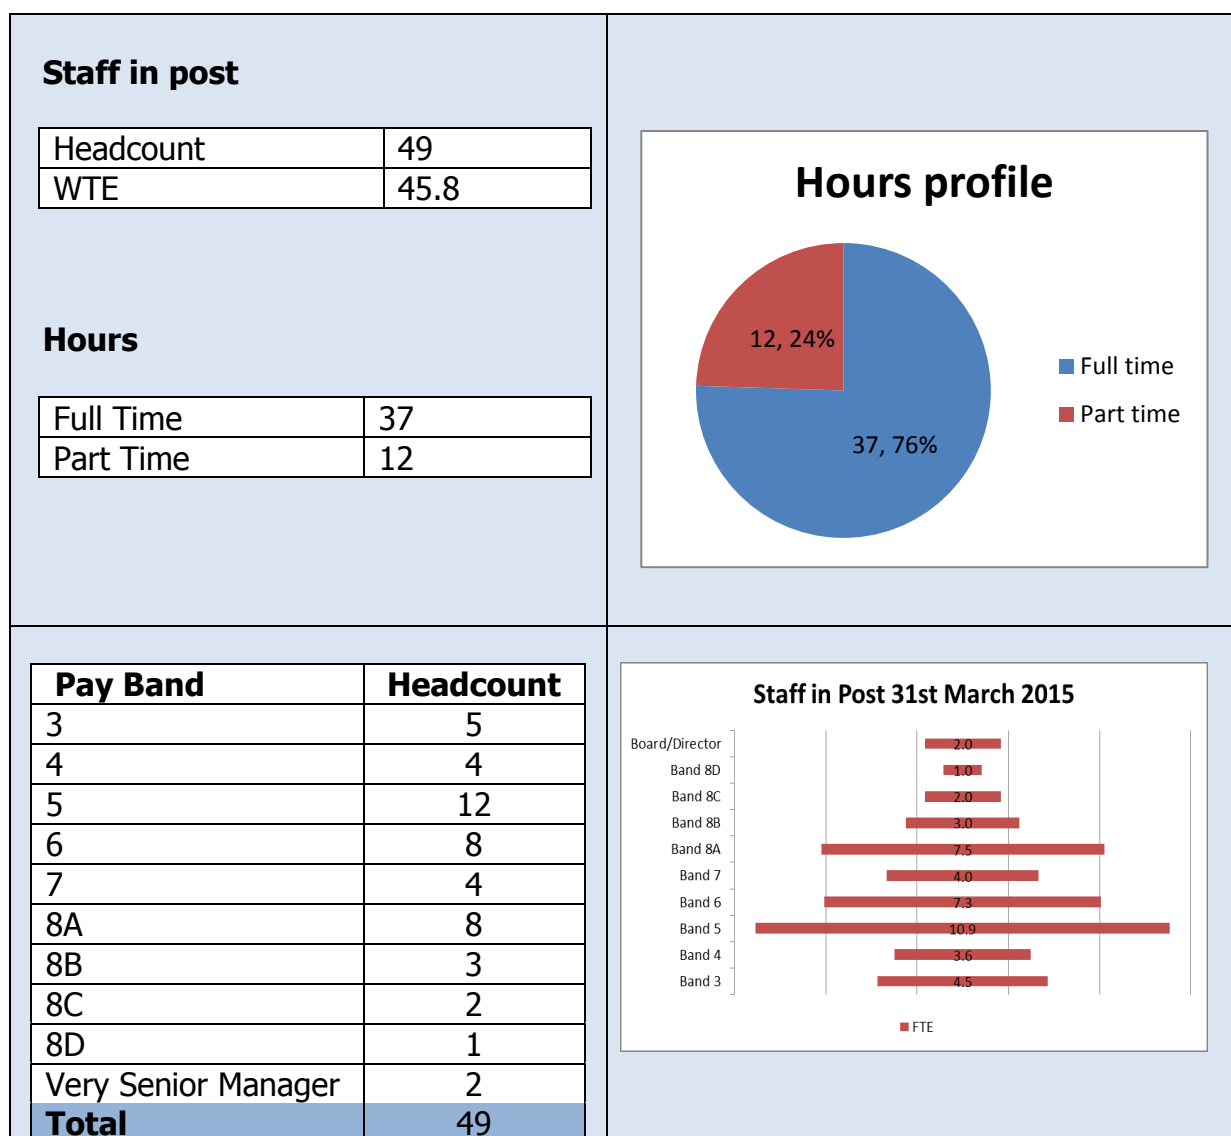 Staff in post
Headcount 49
WTE 45.8
Hours
Full Time 37
Part Time 12
Hours profile
12, 24%
37, 76%
Full time
Part time
Pay Band Headcount
3 5
4 4
5 12
6 8
7 4
8A 8
8B 3
8C 2
8D 1
Very Senior Manager 2
Total 49
Staff in Post 31st March 2015
Board/Director 2.0
Band 8D 1.0
Band 8C 2.0
Band 8B 3.0
Band 8A 7.5
Band 7 4.0
Band 6 7.3
Band 5 10.9
Band 4 3.6
Band 3 4.5
FTE